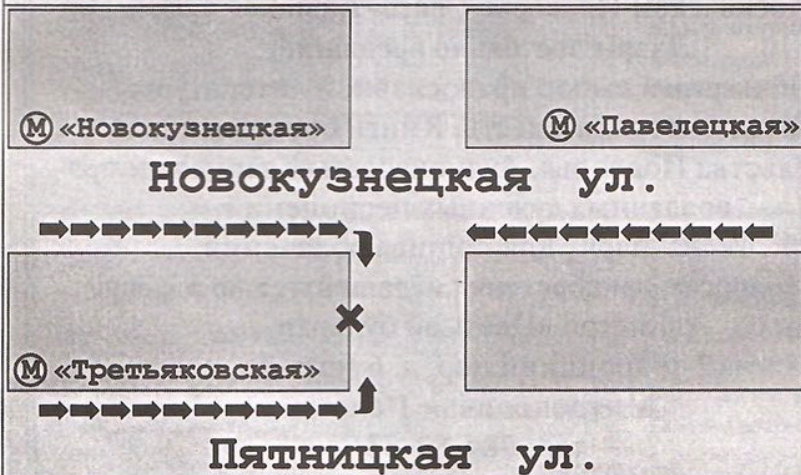 Ⓜ «Новокузнецкая»
Ⓜ «Павелецкая»
Новокузнецкая ул.
Ⓜ «Третьяковская»
Пятницкая ул.